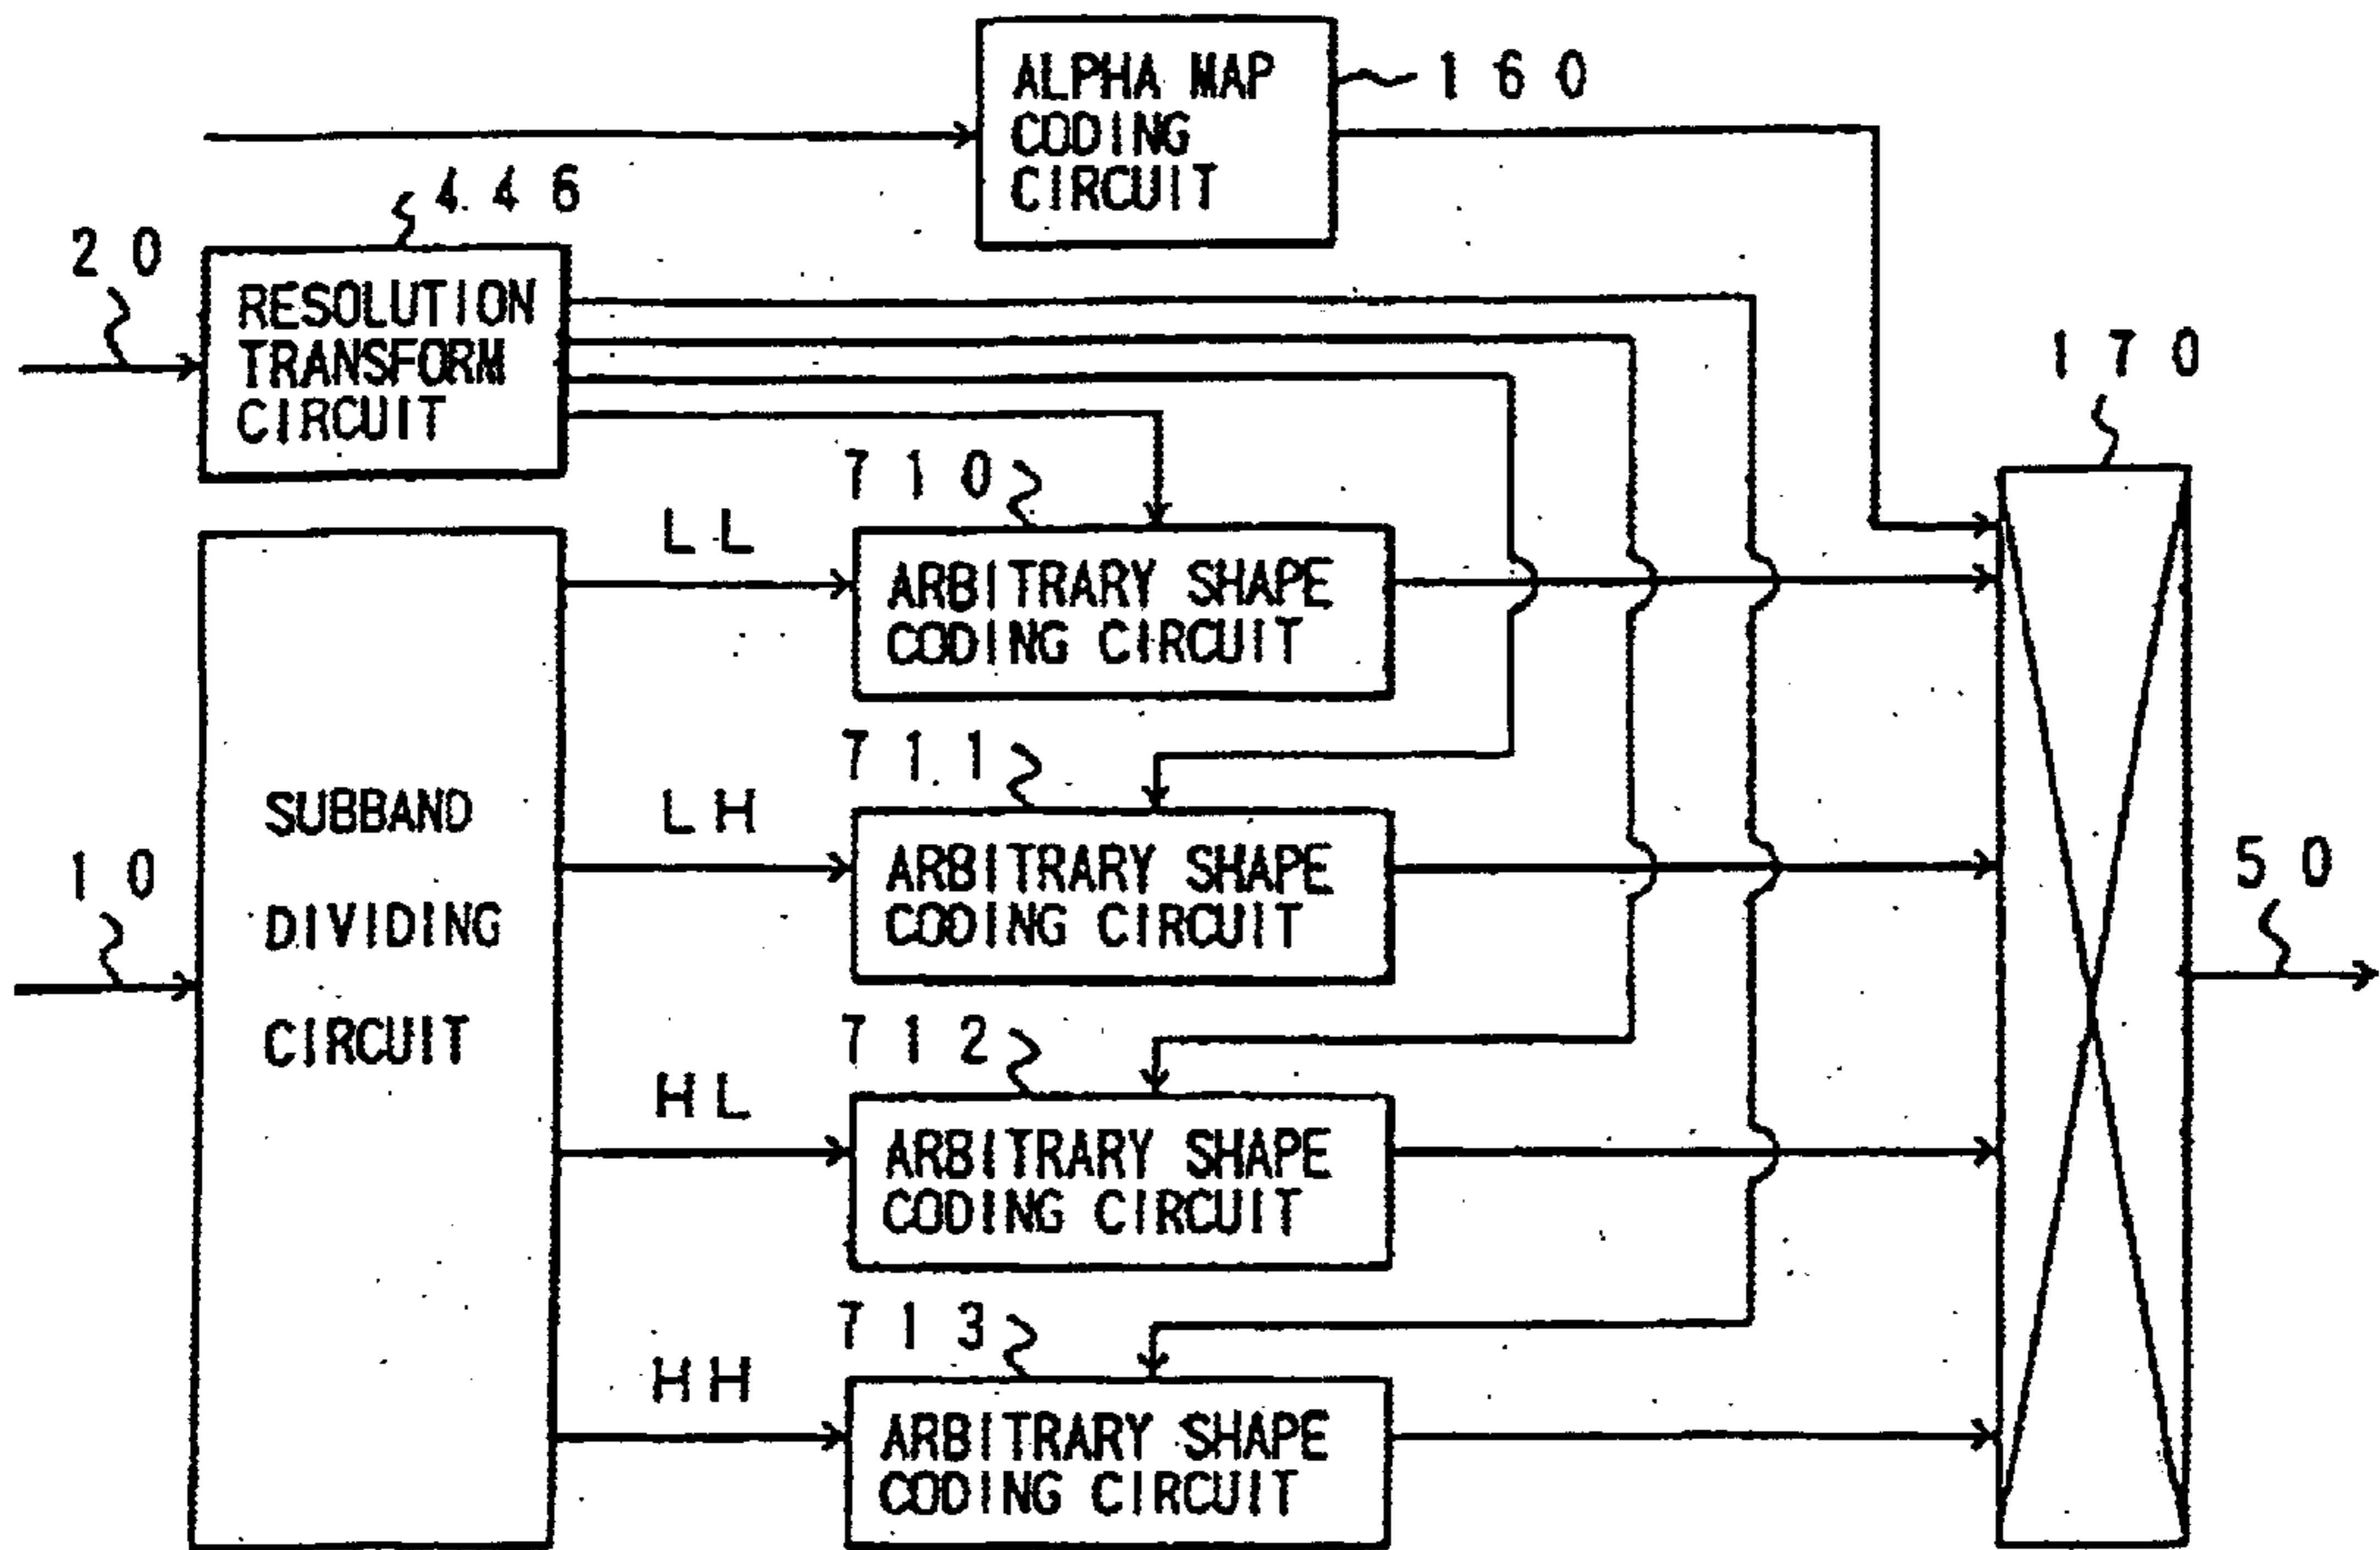 ALPHA MAP
CODING
CIRCUIT
160
446
20
RESOLUTION
TRANSFORM
CIRCUIT
170
710
LL
ARBITRARY SHAPE
CODING CIRCUIT
711
SUBBAND
DIVIDING
CIRCUIT
LH
ARBITRARY SHAPE
CODING CIRCUIT
10
50
712
HL
ARBITRARY SHAPE
CODING CIRCUIT
713
HH
ARBITRARY SHAPE
CODING CIRCUIT